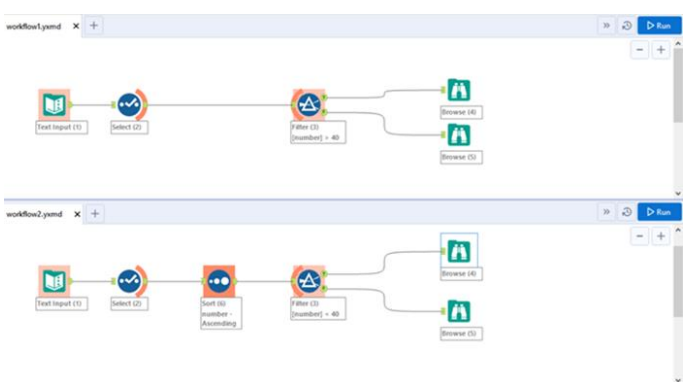 workflow1.yxmd × +
» Run
− +
Text Input (1)
Select (2)
Filter (3)
[number] = 40
Browse (4)
Browse (5)
workflow2.yxmd × +
» Run
− +
Text Input (1)
Select (2)
Sort (6)
number -
Ascending
Filter (3)
[number] = 40
Browse (4)
Browse (5)